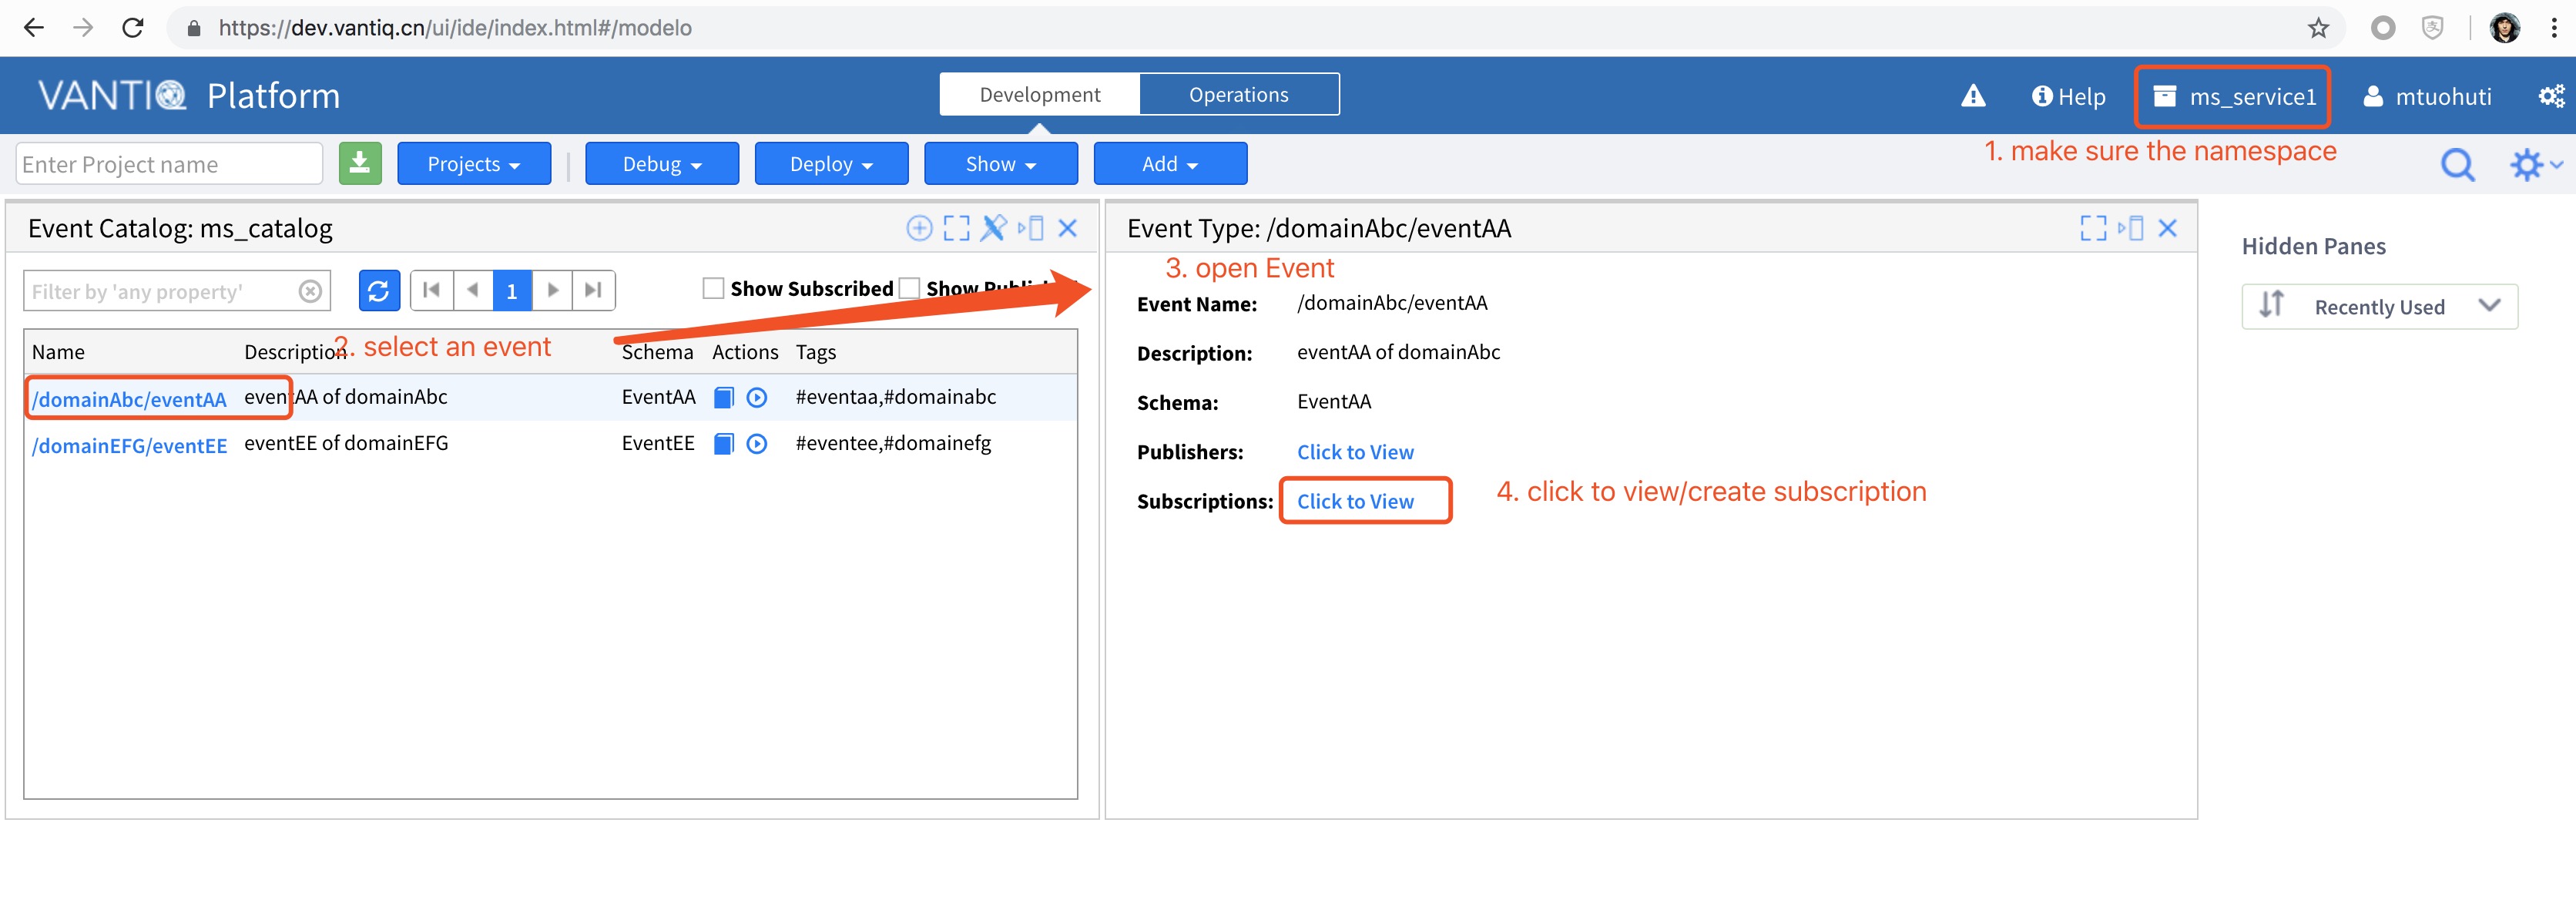 https://dev.vantiq.cn/ui/ide/index.html#/modelo
VANTIQ Platform
Development
Operations
Help
ms_service1
mtuohuti
1. make sure the namespace
Enter Project name
Projects
Debug
Deploy
Show
Add
Event Catalog: ms_catalog
Filter by 'any property'
1
Show Subscribed
Show
2. select an event
Name Description Schema Actions Tags
/domainAbc/eventAA eventAA of domainAbc EventAA #eventaa,#domainabc
/domainEFG/eventEE eventEE of domainEFG EventEE #eventee,#domainefg
Event Type: /domainAbc/eventAA
3. open Event
Event Name: /domainAbc/eventAA
Description: eventAA of domainAbc
Schema: EventAA
Publishers: Click to View
Subscriptions: Click to View
4. click to view/create subscription
Hidden Panes
Recently Used